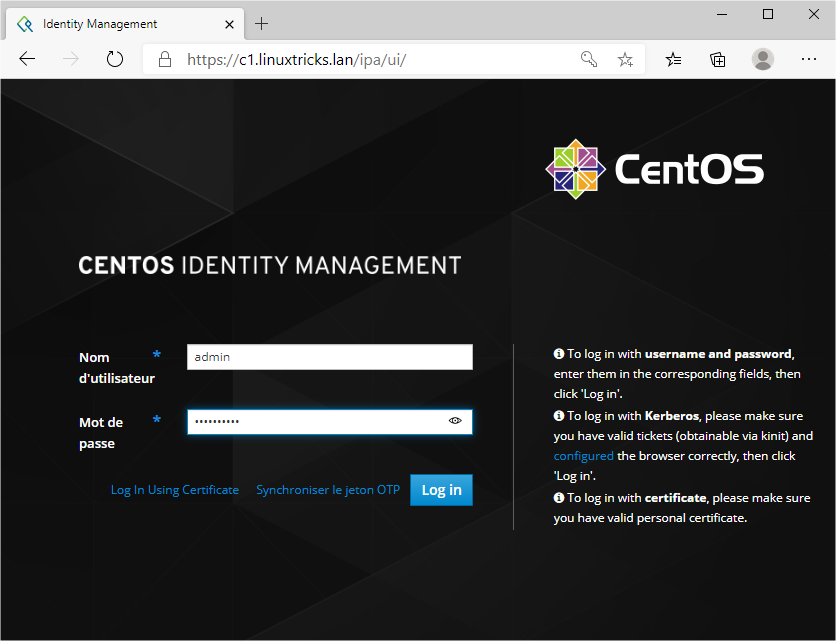 Identity Management
https://c1.linuxtricks.lan/ipa/ui/
CentOS
CENTOS IDENTITY MANAGEMENT
Nom *
d'utilisateur
admin
Mot de *
passe
••••••••••
Log In Using Certificate Synchroniser le jeton OTP Log in
To log in with username and password,
enter them in the corresponding fields, then
click 'Log in'.
To log in with Kerberos, please make sure
you have valid tickets (obtainable via kinit) and
configured the browser correctly, then click
'Log in'.
To log in with certificate, please make sure
you have valid personal certificate.